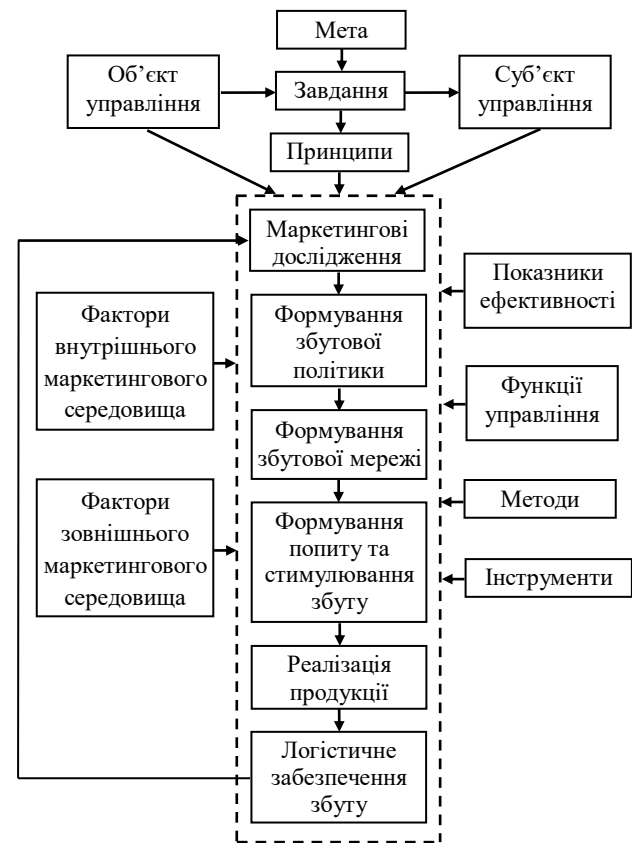 Мета
Об’єкт
управління
Завдання
Суб’єкт
управління
Принципи
Маркетингові
дослідження
Показники
ефективності
Фактори
внутрішнього
маркетингового
середовища
Формування
збутової
політики
Функції
управління
Формування
збутової мережі
Фактори
зовнішнього
маркетингового
середовища
Формування
попиту та
стимулювання
збуту
Методи
Інструменти
Реалізація
продукції
Логістичне
забезпечення
збуту